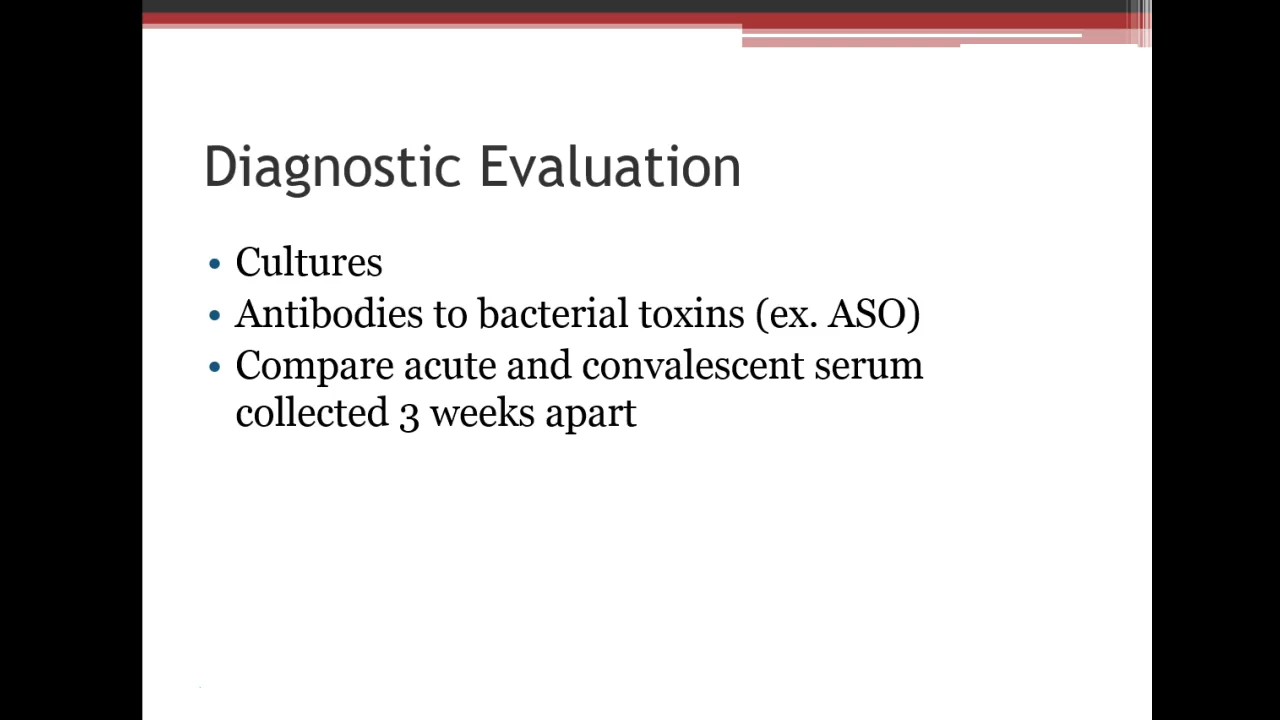 Diagnostic Evaluation
• Cultures
• Antibodies to bacterial toxins (ex. ASO)
• Compare acute and convalescent serum
collected 3 weeks apart